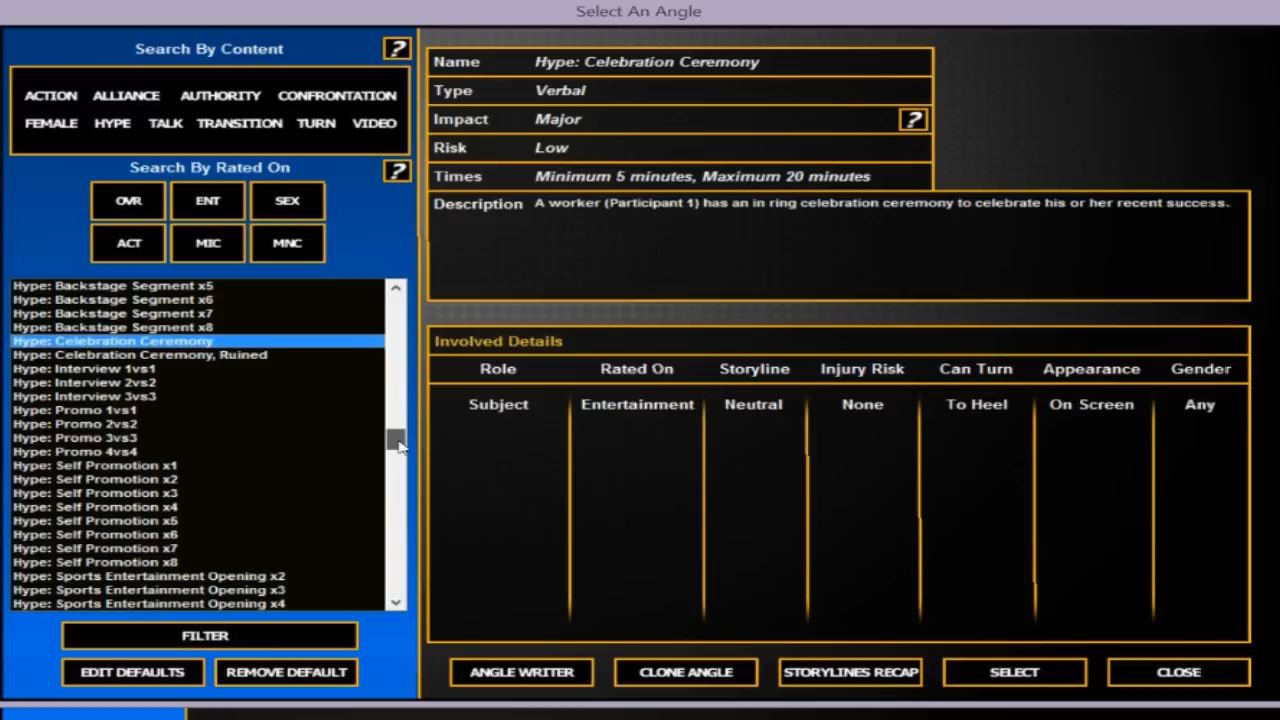 Select An Angle
Search By Content
?
ACTION ALLIANCE AUTHORITY CONFRONTATION
FEMALE HYPE TALK TRANSITION TURN VIDEO
Search By Rated On
?
OVR ENT SEX
ACT MIC MNC
Hype: Backstage Segment x5
Hype: Backstage Segment x6
Hype: Backstage Segment x7
Hype: Backstage Segment x8
Hype: Celebration Ceremony
Hype: Celebration Ceremony, Ruined
Hype: Interview 1vs1
Hype: Interview 2vs2
Hype: Interview 3vs3
Hype: Promo 1vs1
Hype: Promo 2vs2
Hype: Promo 3vs3
Hype: Promo 4vs4
Hype: Self Promotion x1
Hype: Self Promotion x2
Hype: Self Promotion x3
Hype: Self Promotion x4
Hype: Self Promotion x5
Hype: Self Promotion x6
Hype: Self Promotion x7
Hype: Self Promotion x8
Hype: Sports Entertainment Opening x2
Hype: Sports Entertainment Opening x3
Hype: Sports Entertainment Opening x4
FILTER
EDIT DEFAULTS REMOVE DEFAULT
Name Hype: Celebration Ceremony
Type Verbal
Impact Major ?
Risk Low
Times Minimum 5 minutes, Maximum 20 minutes
Description A worker (Participant 1) has an in ring celebration ceremony to celebrate his or her recent success.
Involved Details
Role Rated On Storyline Injury Risk Can Turn Appearance Gender
Subject Entertainment Neutral None To Heel On Screen Any
ANGLE WRITER CLONE ANGLE STORYLINES RECAP SELECT CLOSE